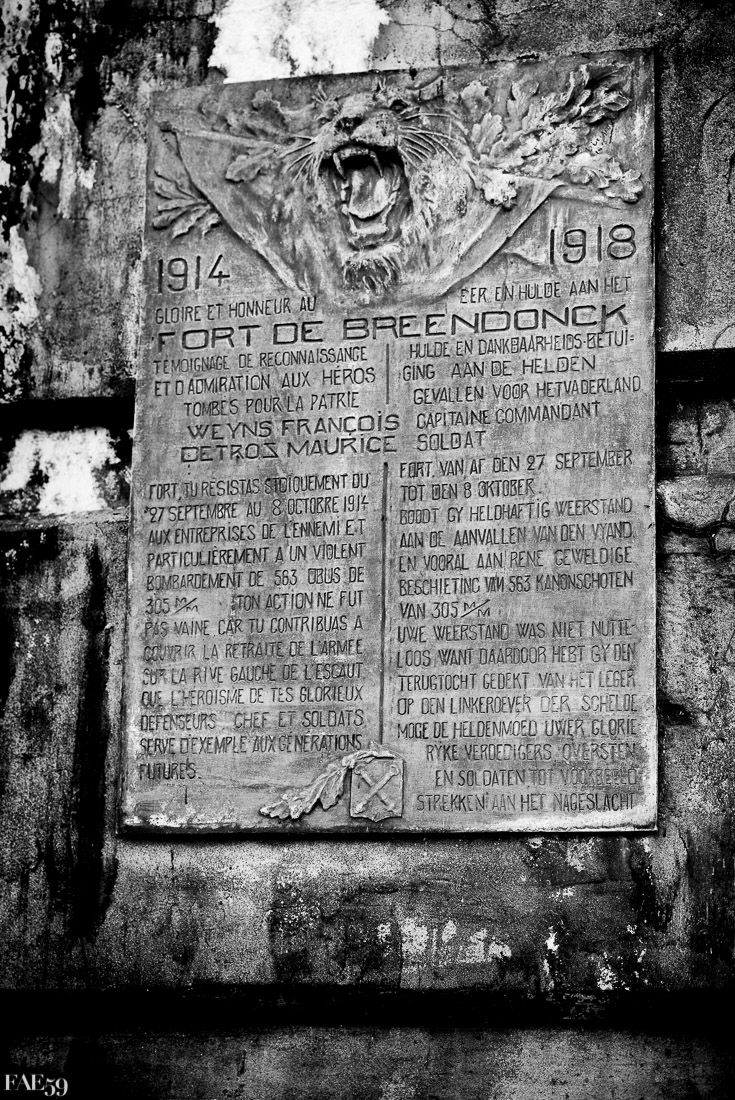 1914
1918
GLOIRE ET HONNEUR AU
EER EN HULDE AAN HET
FORT DE BREENDONCK
TÉMOIGNAGE DE RECONNAISSANCE
ET D'ADMIRATION AUX HÉROS
TOMBÉS POUR LA PATRIE
HULDE EN DANKBAARHEIDS-BETUI-
GING AAN DE HELDEN
GEVALLEN VOOR HET VADERLAND
WEYNS FRANÇOIS CAPITAINE COMMANDANT
DETROZ MAURICE SOLDAT
FORT, TU RÉSISTAS STOÏQUEMENT DU
27 SEPTEMBRE AU 8 OCTOBRE 1914
AUX ENTREPRISES DE L'ENNEMI ET
PARTICULIÈREMENT A UN VIOLENT
BOMBARDEMENT DE 563 OBUS DE
305 M/M TON ACTION NE FUT
PAS VAINE CAR TU CONTRIBUAS A
COUVRIR LA RETRAITE DE L'ARMÉE
SUR LA RIVE GAUCHE DE L'ESCAUT
QUE L'HÉROISME DE TES GLORIEUX
DÉFENSEURS CHEF ET SOLDATS
SERVE D'EXEMPLE AUX GÉNÉRATIONS
FUTURES.
FORT, VAN AF DEN 27 SEPTEMBER
TOT DEN 8 OKTOBER.
BOODT GY HELDHAFTIG WEERSTAND
AAN DE AANVALLEN VAN DEN VYAND
EN VOORAL AAN RENE GEWELDIGE
BESCHIETING VAN 563 KANONSCHOTEN
VAN 305 M/M
UWE WEERSTAND WAS NIET NUTTE-
LOOS WANT DAARDOOR HEBT GY DEN
TERUGTOCHT GEDEKT VAN HET LEGER
OP DEN LINKEROEVER DER SCHELDE
MOGE DE HELDENMOED UWER GLORIE
RYKE VERDEDIGERS OVERSTEN
EN SOLDATEN TOT VOORBEELD
STREKKEN AAN HET NAGESLACHT
FAE59